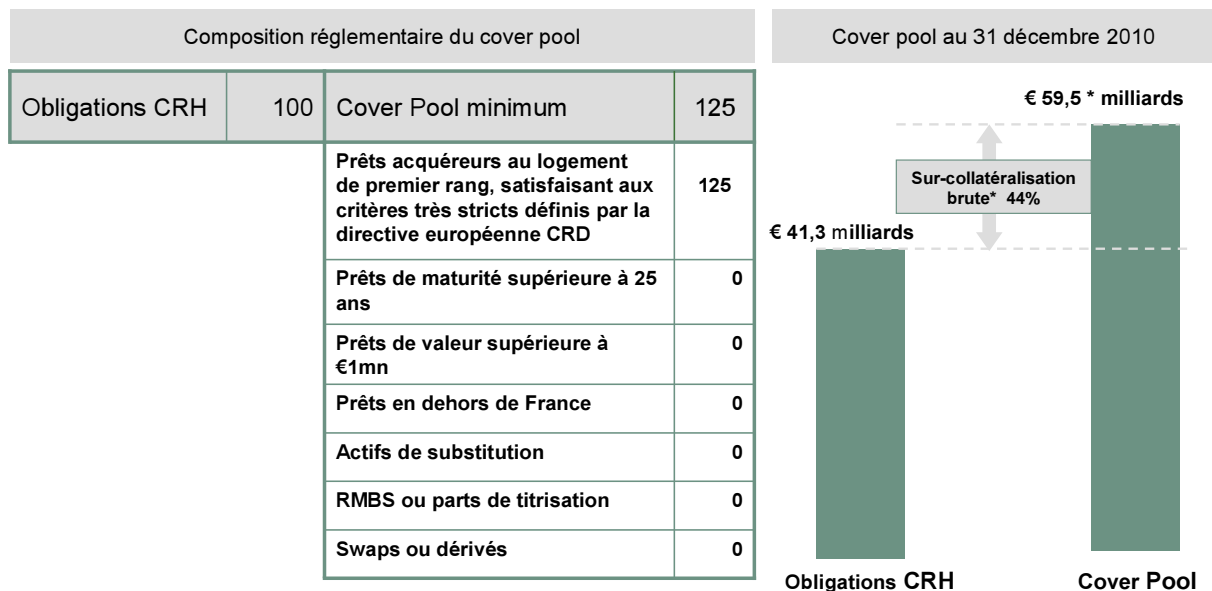 Composition réglementaire du cover pool
Obligations CRH 100 Cover Pool minimum 125
Prêts acquéreurs au logement
de premier rang, satisfaisant aux
critères très stricts définis par la
directive européenne CRD
125
Prêts de maturité supérieure à 25
ans
0
Prêts de valeur supérieure à
€1mn
0
Prêts en dehors de France 0
Actifs de substitution 0
RMBS ou parts de titrisation 0
Swaps ou dérivés 0
Cover pool au 31 décembre 2010
€ 59,5 * milliards
Sur-collatéralisation
brute* 44%
€ 41,3 milliards
Obligations CRH
Cover Pool